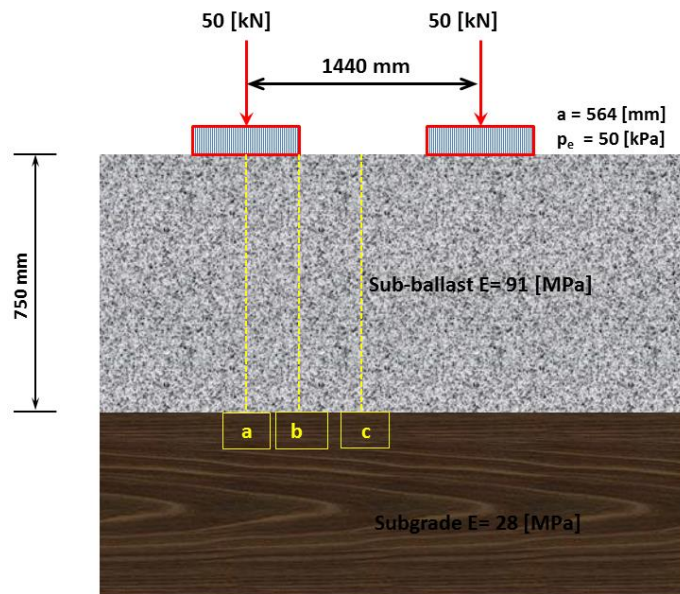 50 [kN]
50 [kN]
1440 mm
a = 564 [mm]
pₑ = 50 [kPa]
750 mm
Sub-ballast E= 91 [MPa]
a
b
c
Subgrade E= 28 [MPa]